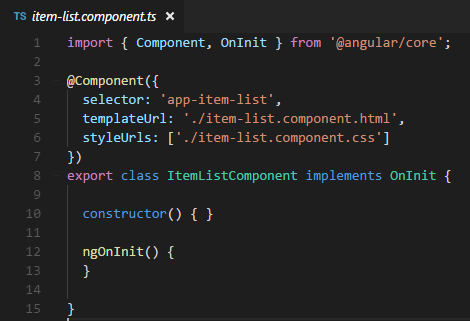 TS item-list.component.ts ×
1 import { Component, OnInit } from '@angular/core';
2
3 @Component({
4   selector: 'app-item-list',
5   templateUrl: './item-list.component.html',
6   styleUrls: ['./item-list.component.css']
7 })
8 export class ItemListComponent implements OnInit {
9
10   constructor() { }
11
12   ngOnInit() {
13   }
14
15 }